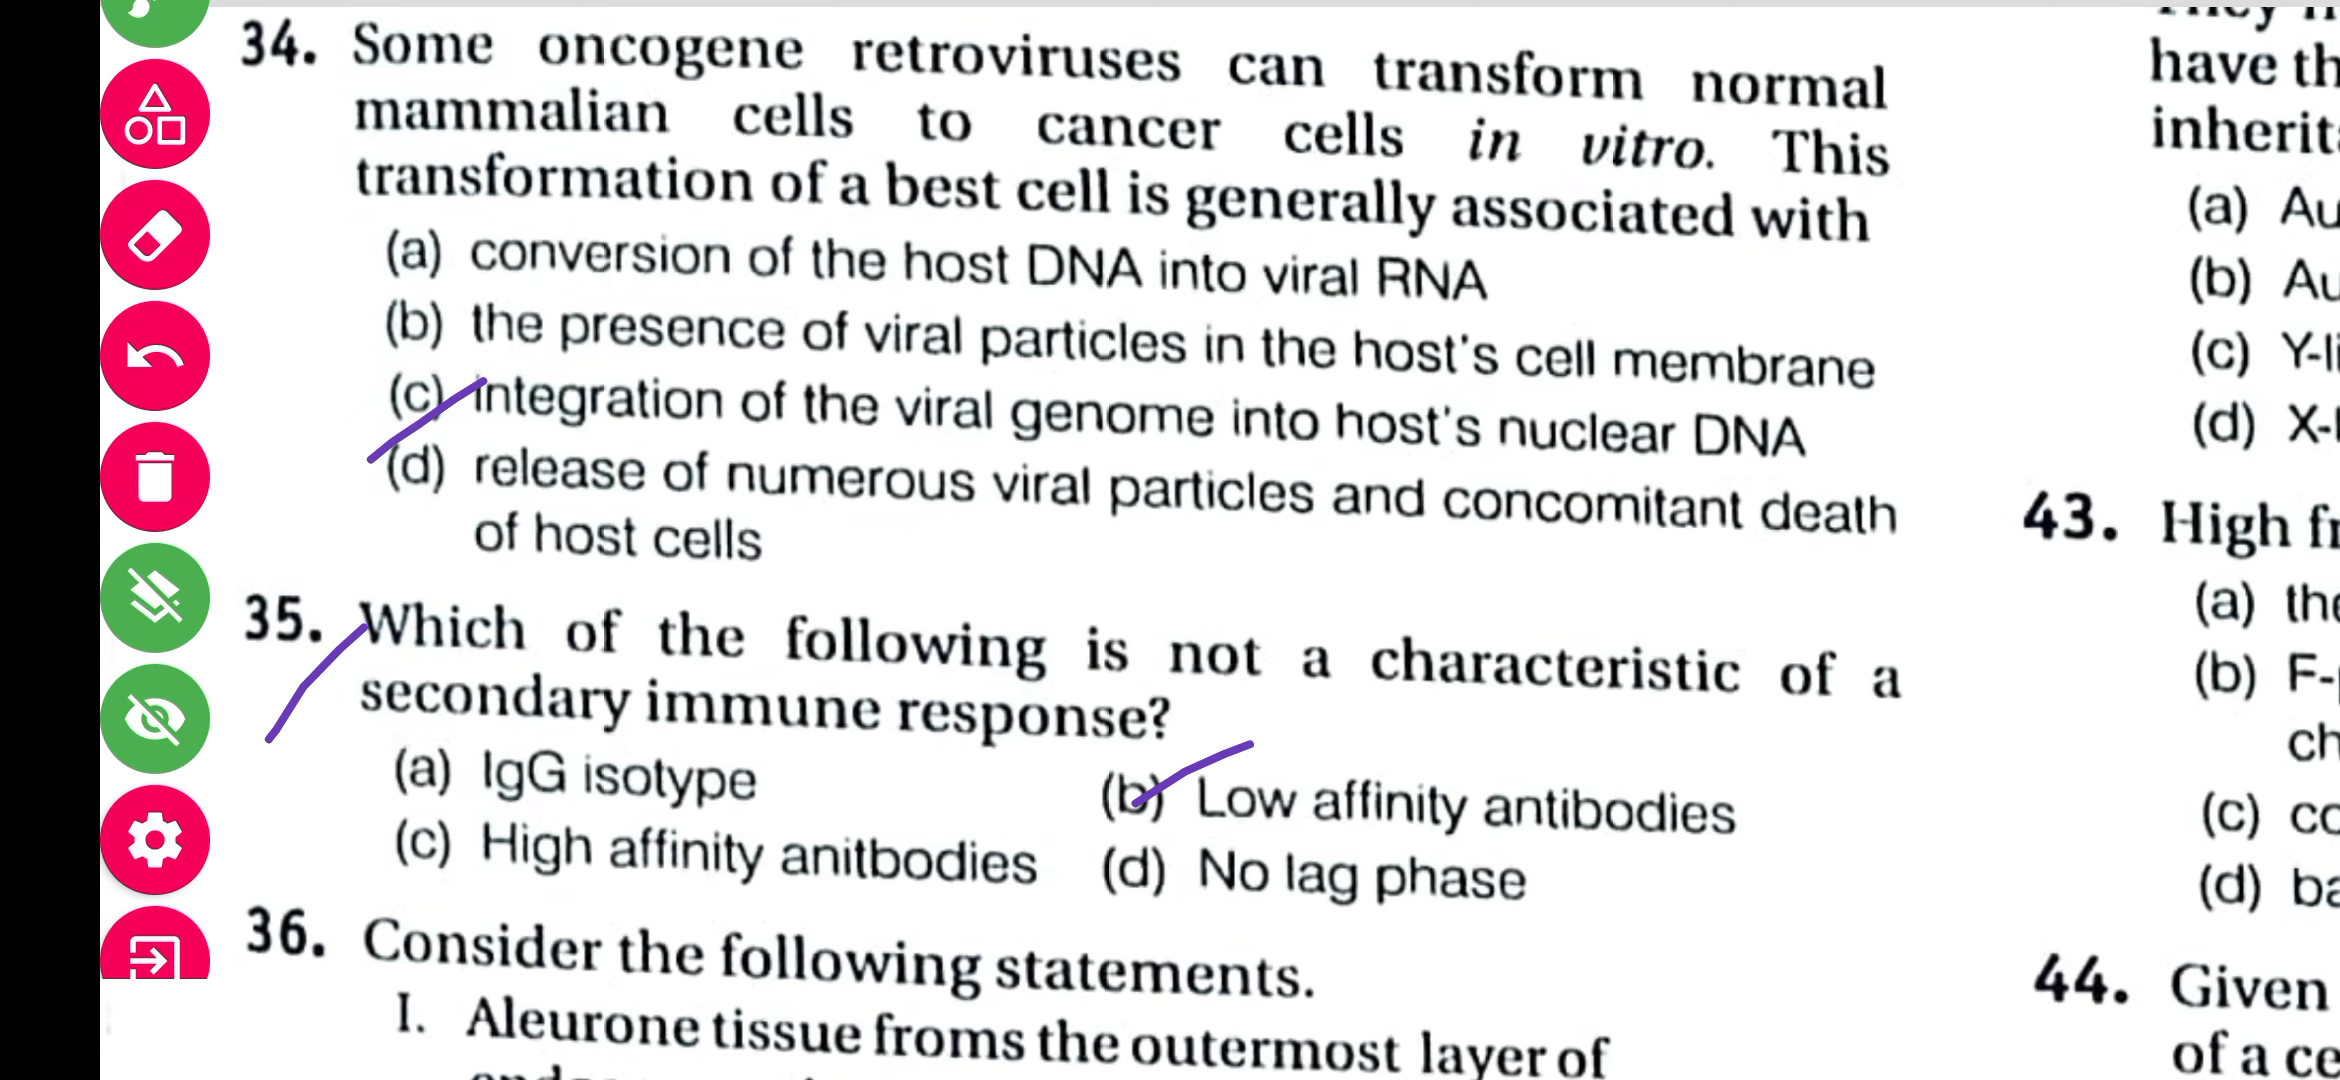 34. Some oncogene retroviruses can transform normal
mammalian cells to cancer cells in vitro. This
transformation of a best cell is generally associated with
(a) conversion of the host DNA into viral RNA
(b) the presence of viral particles in the host's cell membrane
(c) integration of the viral genome into host's nuclear DNA
(d) release of numerous viral particles and concomitant death
of host cells
35. Which of the following is not a characteristic of a
secondary immune response?
(a) IgG isotype
(b) Low affinity antibodies
(c) High affinity anitbodies
(d) No lag phase
36. Consider the following statements.
I. Aleurone tissue froms the outermost layer of
have th
inherit
(a) Au
(b) Au
(c) Y-li
(d) X-l
43. High fr
(a) the
(b) F-
ch
(c) co
(d) ba
44. Given
of a ce